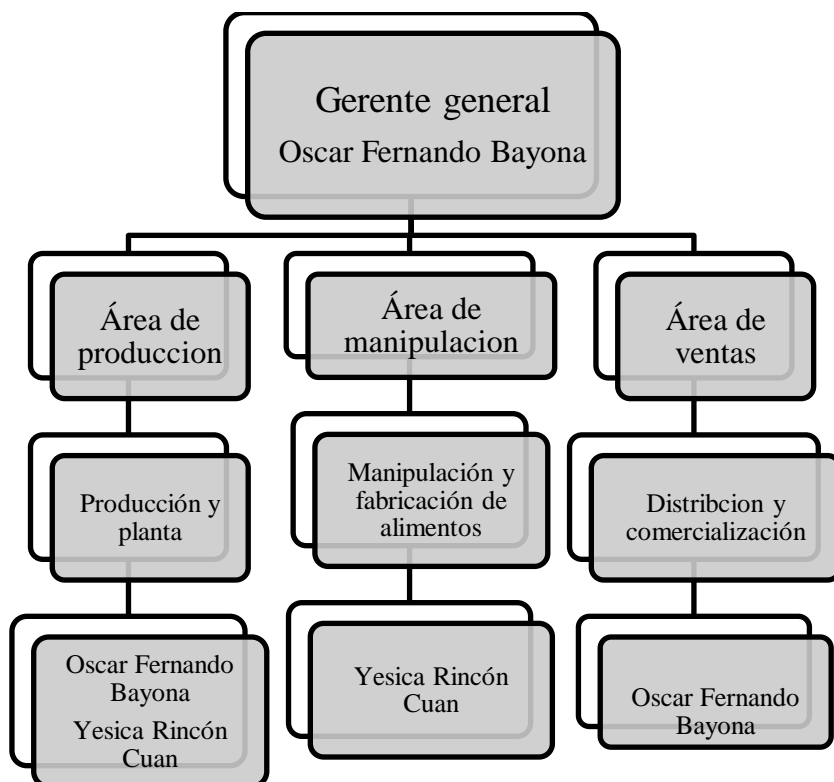 Gerente general
Oscar Fernando Bayona
Área de
produccion
Área de
manipulacion
Área de
ventas
Producción y
planta
Manipulación y
fabricación de
alimentos
Distribcion y
comercialización
Oscar Fernando
Bayona
Yesica Rincón
Cuan
Yesica Rincón
Cuan
Oscar Fernando
Bayona